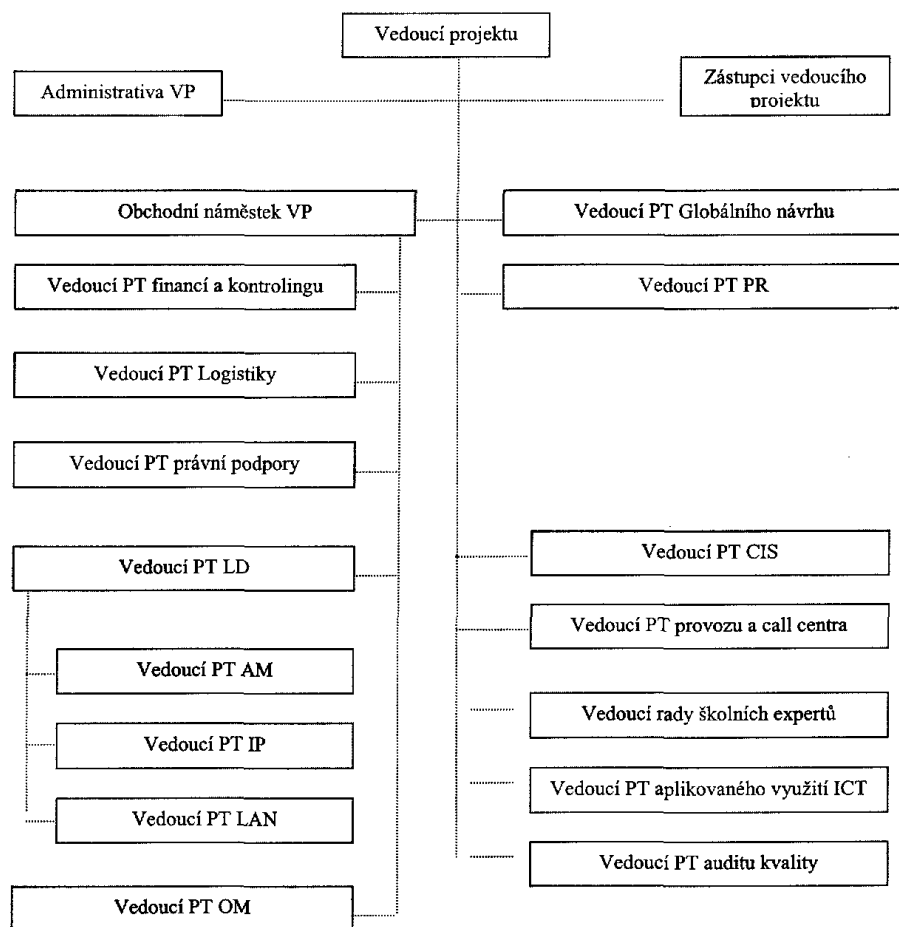 Vedoucí projektu
Administrativa VP
Zástupci vedoucího
projektu
Obchodní náměstek VP
Vedoucí PT Globálního návrhu
Vedoucí PT financí a kontrolingu
Vedoucí PT PR
Vedoucí PT Logistiky
Vedoucí PT právní podpory
Vedoucí PT LD
Vedoucí PT CIS
Vedoucí PT provozu a call centra
Vedoucí PT AM
Vedoucí rady školních expertů
Vedoucí PT IP
Vedoucí PT aplikovaného využití ICT
Vedoucí PT LAN
Vedoucí PT auditu kvality
Vedoucí PT OM